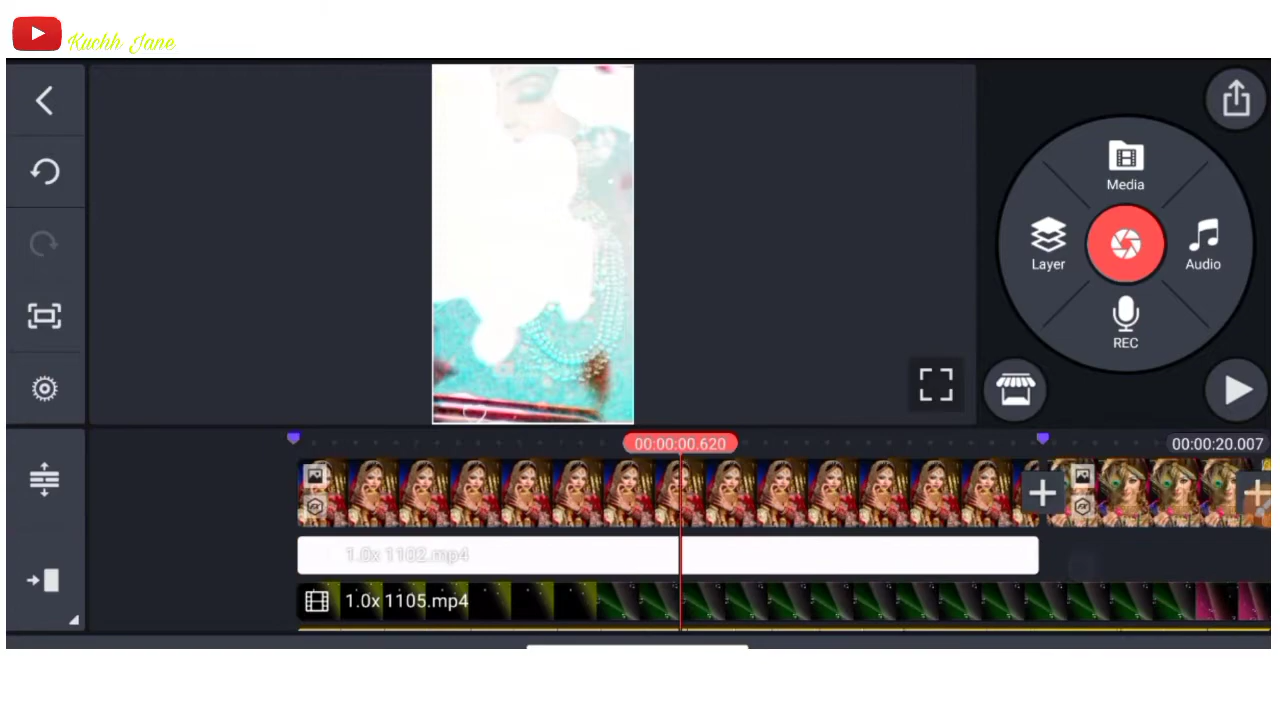 Kuchh Jane
Media
Layer
Audio
REC
00:00:00.620
00:00:20.007
1.0x 1102.mp4
1.0x 1105.mp4